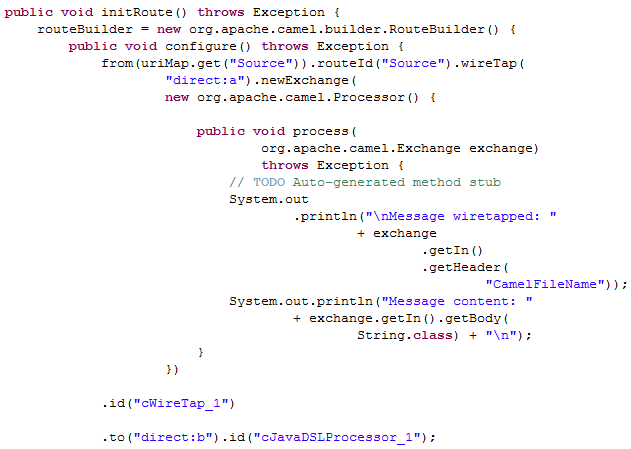 public void initRoute() throws Exception {
routeBuilder = new org.apache.camel.builder.RouteBuilder() {
public void configure() throws Exception {
from(uriMap.get("Source")).routeId("Source").wireTap(
"direct:a").newExchange(
new org.apache.camel.Processor() {
public void process(
org.apache.camel.Exchange exchange)
throws Exception {
// TODO Auto-generated method stub
System.out
.println("\nMessage wiretapped: "
+ exchange
.getIn()
.getHeader(
"CamelFileName"));
System.out.println("Message content: "
+ exchange.getIn().getBody(
String.class) + "\n");
}
})
.id("cWireTap_1")
.to("direct:b").id("cJavaDSLProcessor_1");